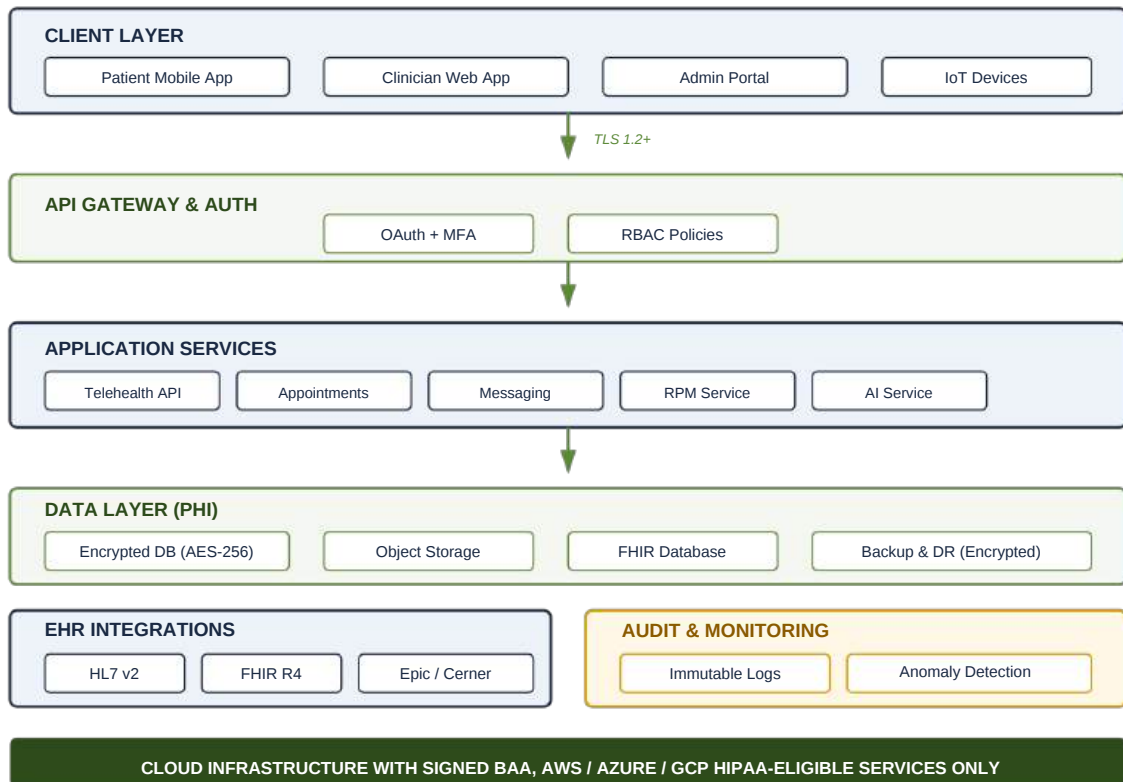 CLIENT LAYER
Patient Mobile App
Clinician Web App
Admin Portal
IoT Devices
TLS 1.2+
API GATEWAY & AUTH
OAuth + MFA
RBAC Policies
APPLICATION SERVICES
Telehealth API
Appointments
Messaging
RPM Service
AI Service
DATA LAYER (PHI)
Encrypted DB (AES-256)
Object Storage
FHIR Database
Backup & DR (Encrypted)
EHR INTEGRATIONS
HL7 v2
FHIR R4
Epic / Cerner
AUDIT & MONITORING
Immutable Logs
Anomaly Detection
CLOUD INFRASTRUCTURE WITH SIGNED BAA, AWS / AZURE / GCP HIPAA-ELIGIBLE SERVICES ONLY